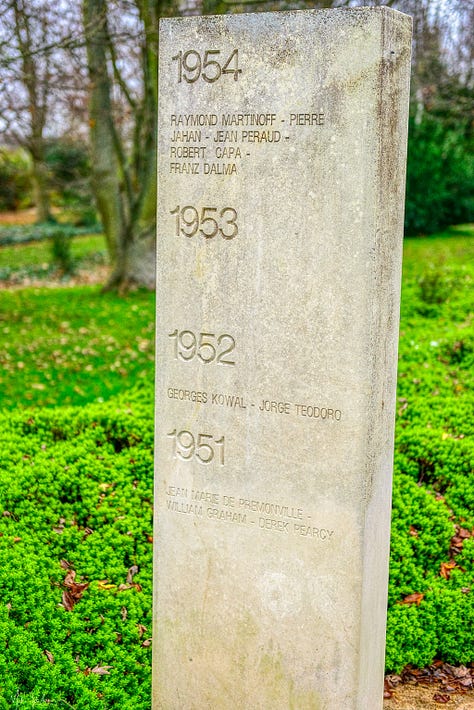 1954
RAYMOND MARTINOFF - PIERRE
JAHAN - JEAN PERAUD -
ROBERT CAPA -
FRANZ DALMA
1953
1952
GEORGES KOWAL - JORGE TEODORO
1951
JEAN MARIE DE PREMONVILLE -
WILLIAM GRAHAM - DEREK PEARCY